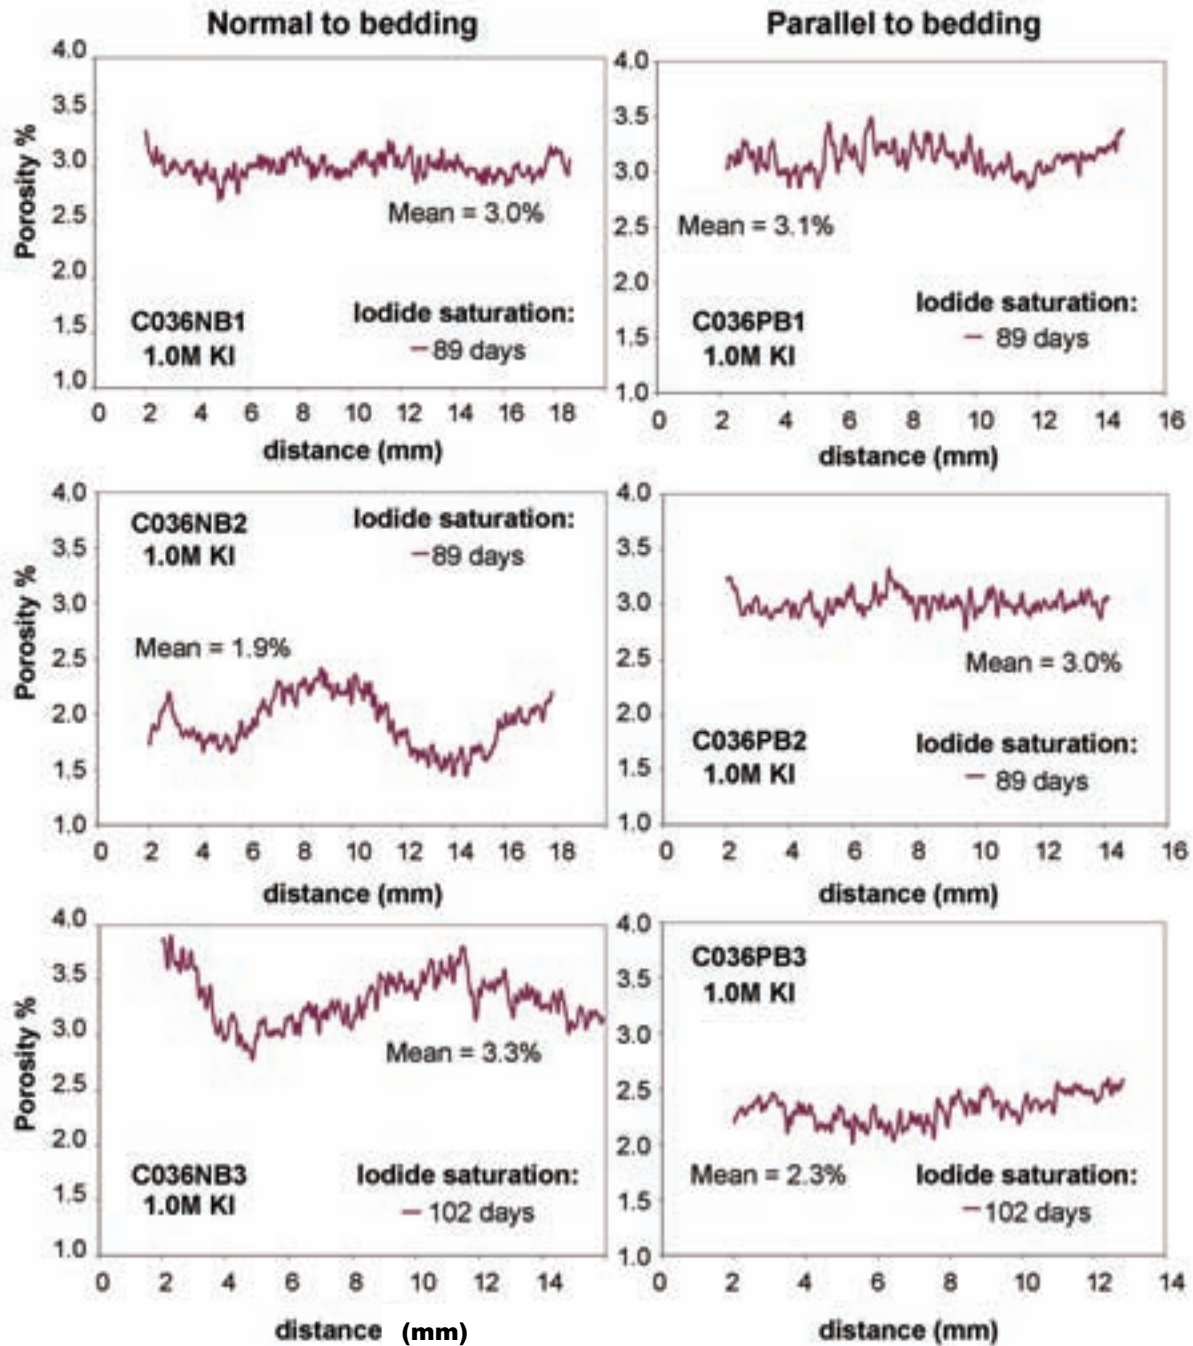 Normal to bedding
Parallel to bedding
Porosity %
4.0
3.5
3.0
2.5
2.0
1.5
1.0
Mean = 3.0%
C036NB1
1.0M KI
Iodide saturation:
89 days
0 2 4 6 8 10 12 14 16 18
distance (mm)
4.0
3.5
3.0
2.5
2.0
1.5
1.0
Mean = 3.1%
C036PB1
1.0M KI
Iodide saturation:
89 days
0 2 4 6 8 10 12 14 16
distance (mm)
Porosity %
4.0
3.5
3.0
2.5
2.0
1.5
1.0
C036NB2
1.0M KI
Iodide saturation:
89 days
Mean = 1.9%
0 2 4 6 8 10 12 14 16 18
distance (mm)
4.0
3.5
3.0
2.5
2.0
1.5
1.0
Mean = 3.0%
C036PB2
1.0M KI
Iodide saturation:
89 days
0 2 4 6 8 10 12 14 16
distance (mm)
Porosity %
4.0
3.5
3.0
2.5
2.0
1.5
1.0
Mean = 3.3%
C036NB3
1.0M KI
Iodide saturation:
102 days
0 2 4 6 8 10 12 14
distance (mm)
4.0
3.5
3.0
2.5
2.0
1.5
1.0
C036PB3
1.0M KI
Mean = 2.3%
Iodide saturation:
102 days
0 2 4 6 8 10 12 14
distance (mm)